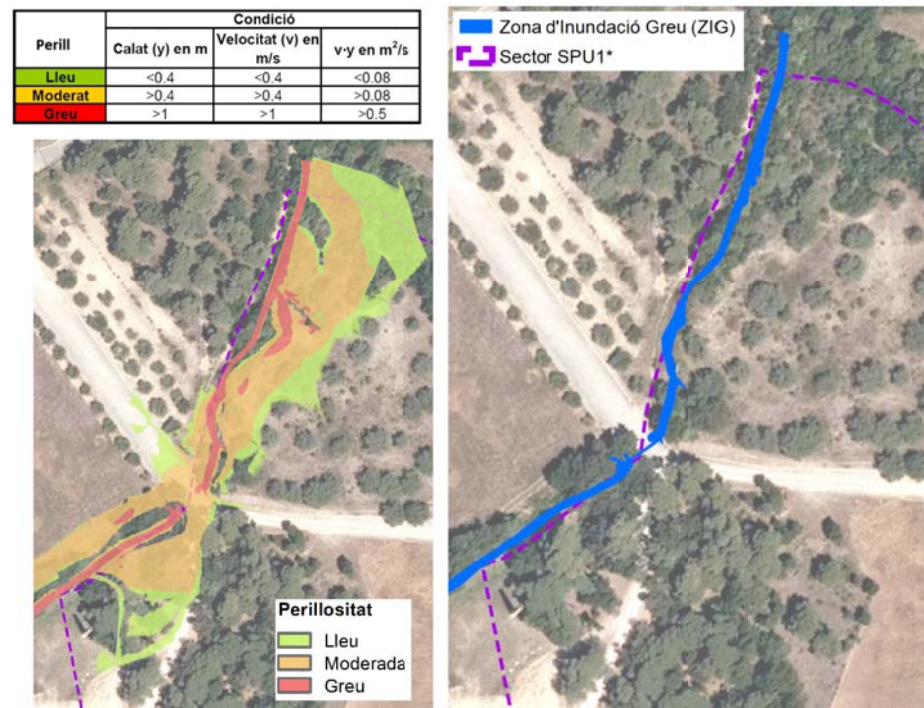 Perill
Condició
Calat (y) en m
Velocitat (v) en
m/s
v·y en m²/s
Lleu <0.4 <0.4 <0.08
Moderat >0.4 >0.4 >0.08
Greu >1 >1 >0.5
Perillositat
Lleu
Moderada
Greu
Zona d'Inundació Greu (ZIG)
Sector SPU1*